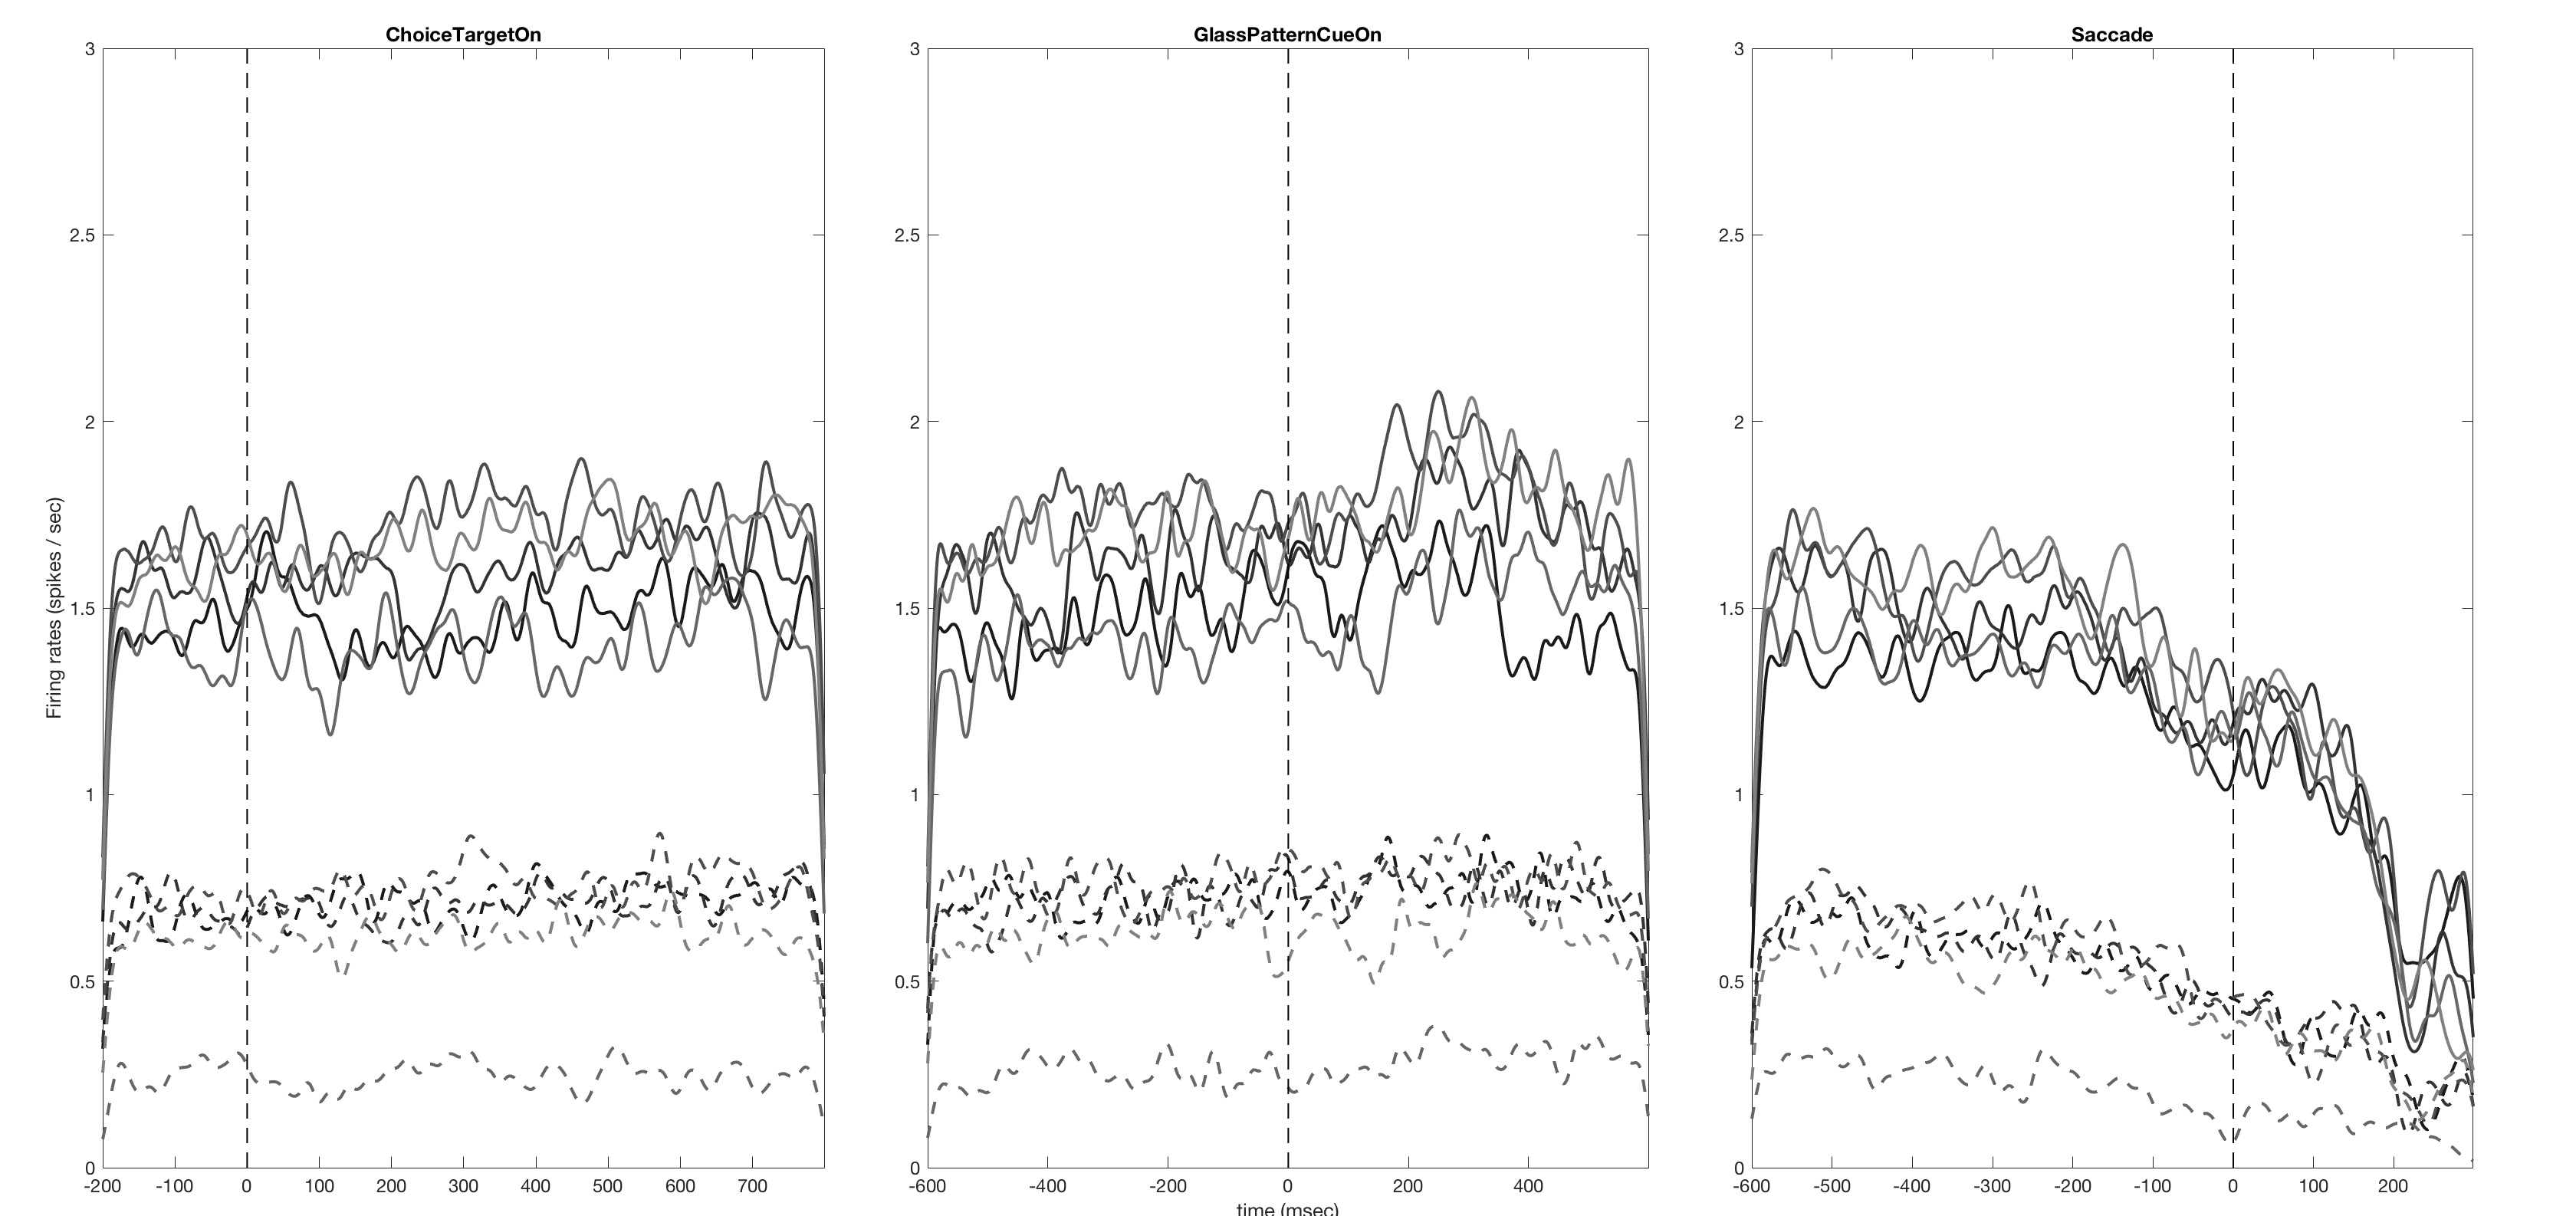 ChoiceTargetOn
GlassPatternCueOn
Saccade
Firing rates (spikes / sec)
3
2.5
2
1.5
1
0.5
0
-200 -100 0 100 200 300 400 500 600 700
3
2.5
2
1.5
1
0.5
0
-600 -400 -200 0 200 400
time (msec)
3
2.5
2
1.5
1
0.5
0
-600 -500 -400 -300 -200 -100 0 100 200